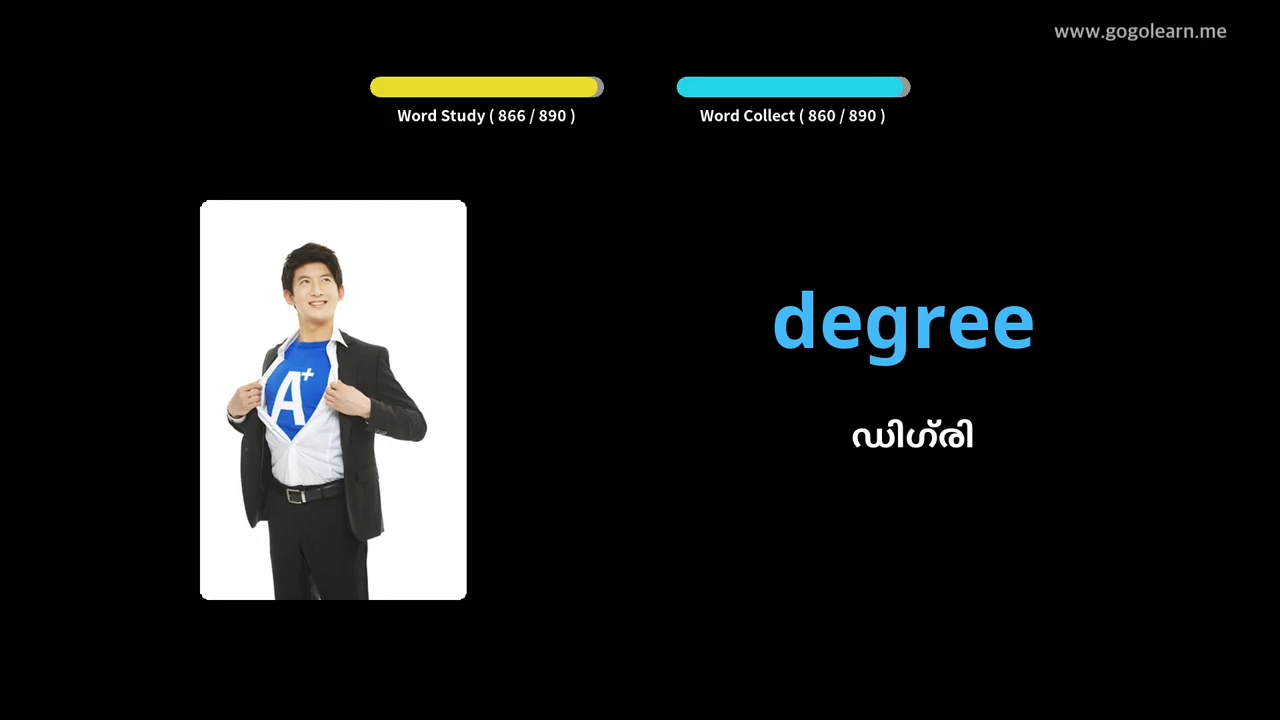 www.gogolearn.me
Word Study ( 866 / 890 )
Word Collect ( 860 / 890 )
A+
degree
ഡിഗ്രി